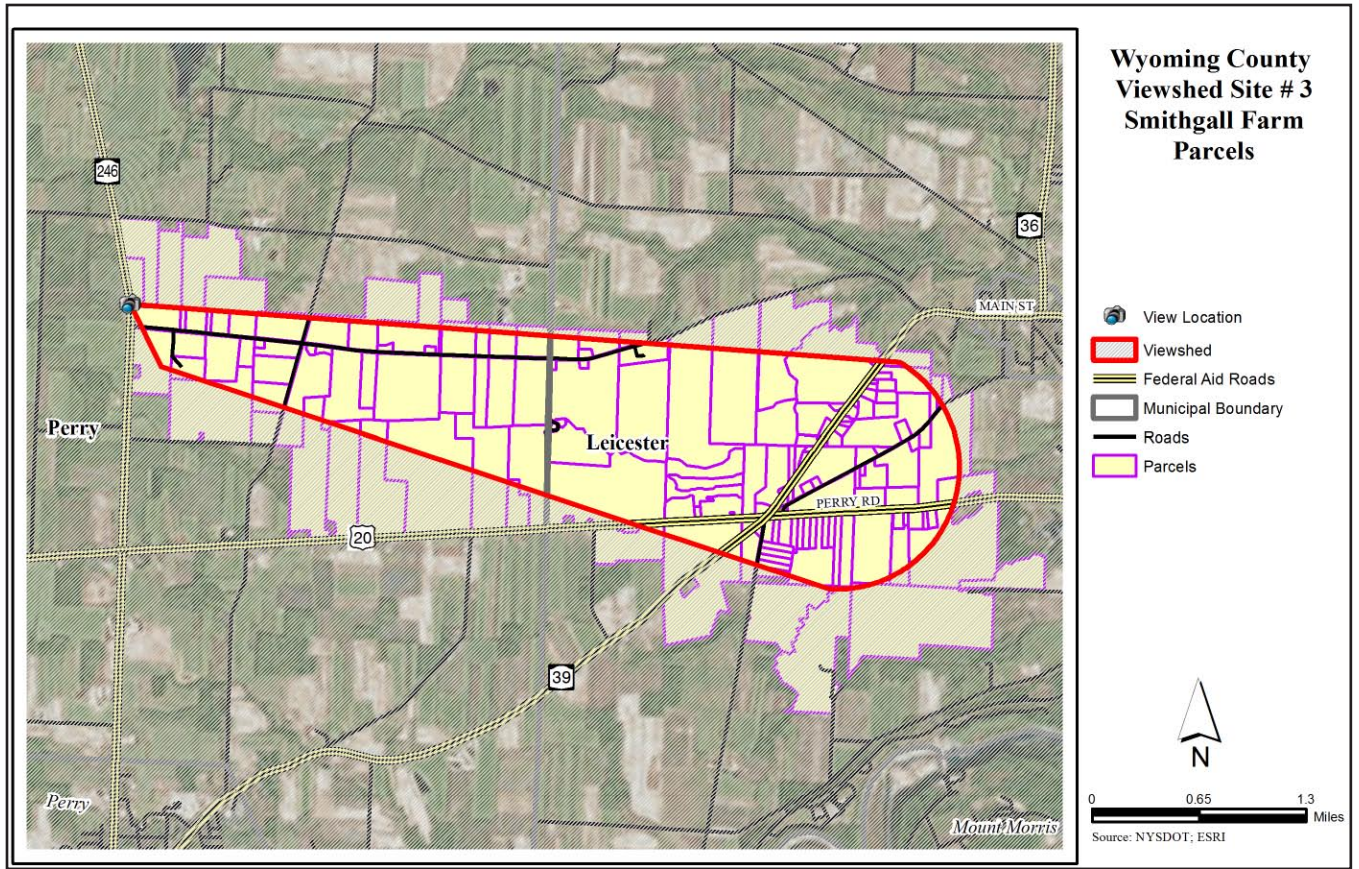 Wyoming County
Viewshed Site # 3
Smithgall Farm
Parcels
246
36
MAIN ST
Perry
Leicester
PERRY RD
20
39
Perry
Mount Morris
View Location
Viewshed
Federal Aid Roads
Municipal Boundary
Roads
Parcels
N
0 0.65 1.3
Miles
Source: NYSDOT; ESRI